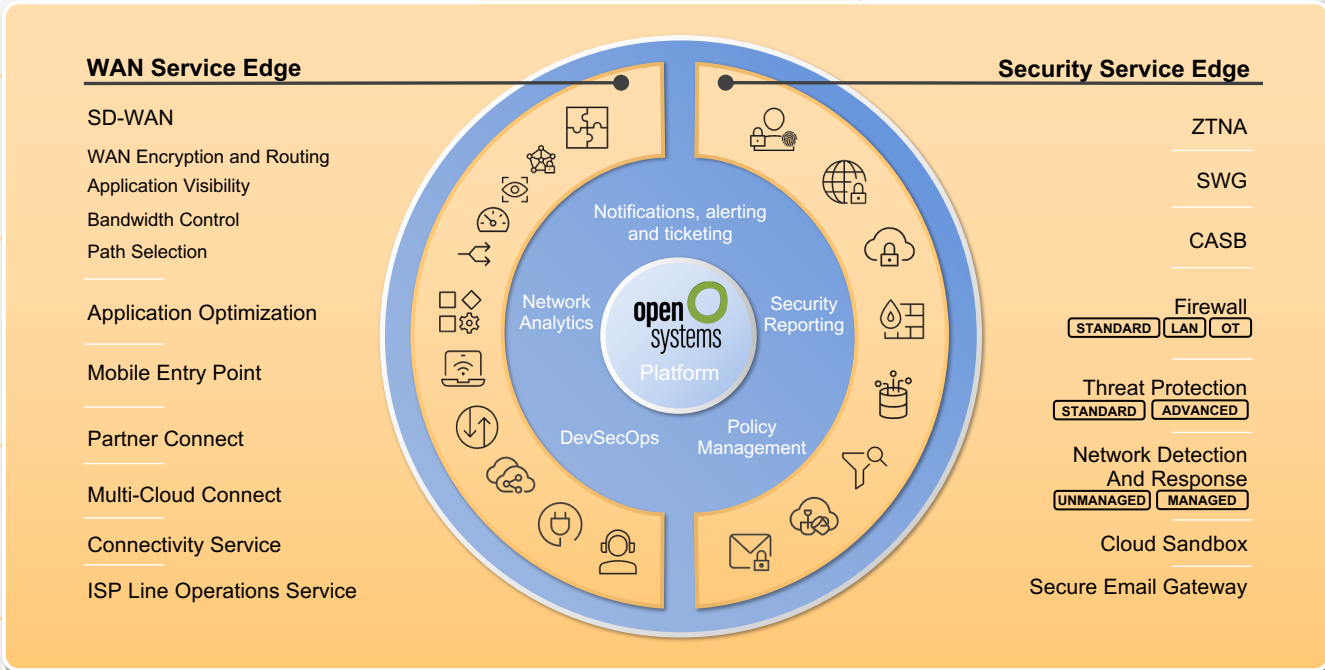 WAN Service Edge
SD-WAN
WAN Encryption and Routing
Application Visibility
Bandwidth Control
Path Selection
Application Optimization
Mobile Entry Point
Partner Connect
Multi-Cloud Connect
Connectivity Service
ISP Line Operations Service
Notifications, alerting
and ticketing
Network
Analytics
open
systems
Platform
Security
Reporting
DevSecOps
Policy
Management
Security Service Edge
ZTNA
SWG
CASB
Firewall
STANDARD LAN OT
Threat Protection
STANDARD ADVANCED
Network Detection
And Response
UNMANAGED MANAGED
Cloud Sandbox
Secure Email Gateway